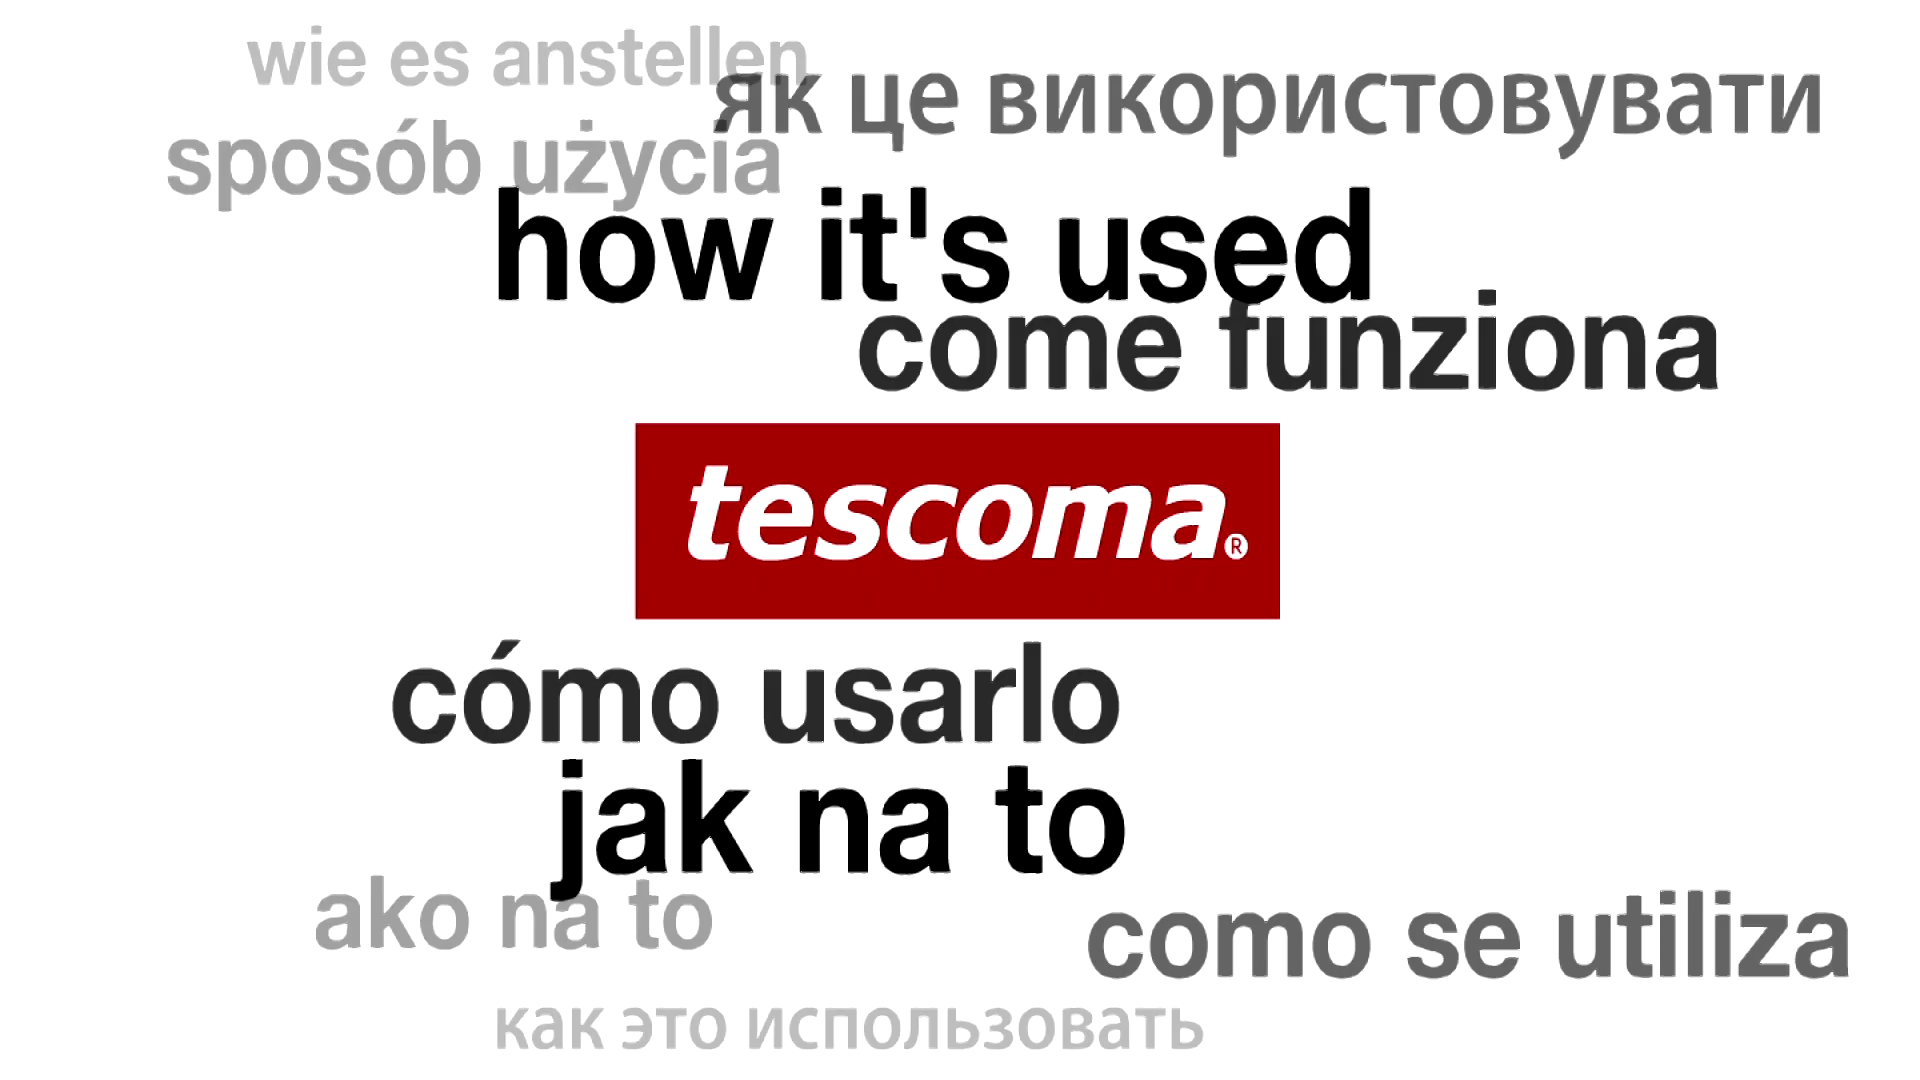 wie es anstellen
як це використовувати
sposób użycia
how it's used
come funziona
tescoma®
cómo usarlo
jak na to
ako na to
como se utiliza
как это использовать